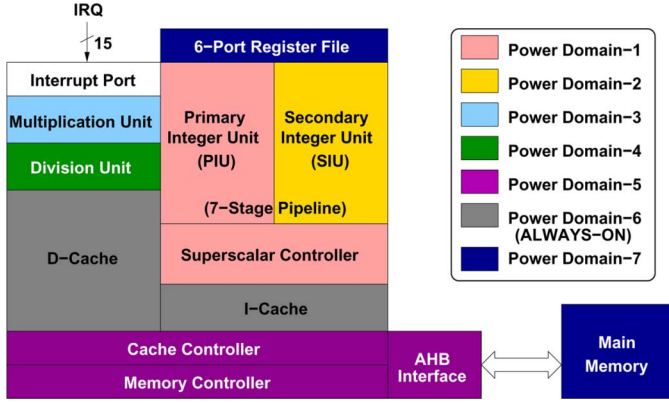 IRQ
15
6-Port Register File
Interrupt Port
Multiplication Unit
Division Unit
D-Cache
Primary
Integer Unit
(PIU)
Secondary
Integer Unit
(SIU)
(7-Stage Pipeline)
Superscalar Controller
I-Cache
Cache Controller
Memory Controller
AHB
Interface
Main
Memory
Power Domain-1
Power Domain-2
Power Domain-3
Power Domain-4
Power Domain-5
Power Domain-6
(ALWAYS-ON)
Power Domain-7